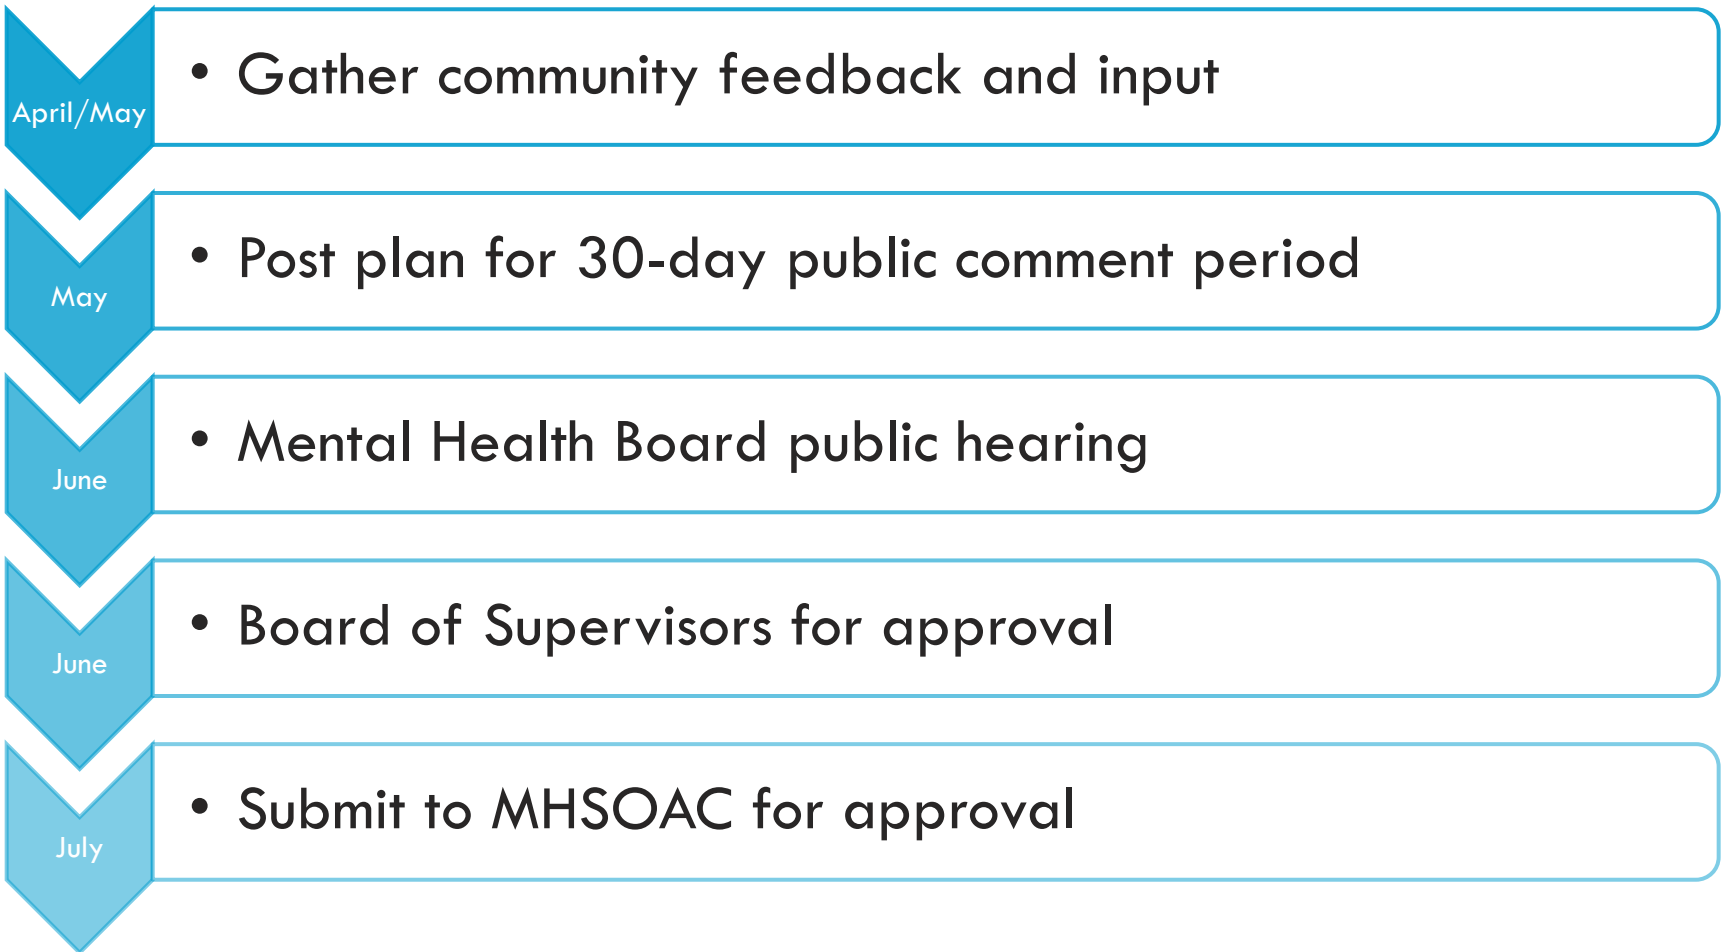 April/May
• Gather community feedback and input
May
• Post plan for 30-day public comment period
June
• Mental Health Board public hearing
June
• Board of Supervisors for approval
July
• Submit to MHSOAC for approval